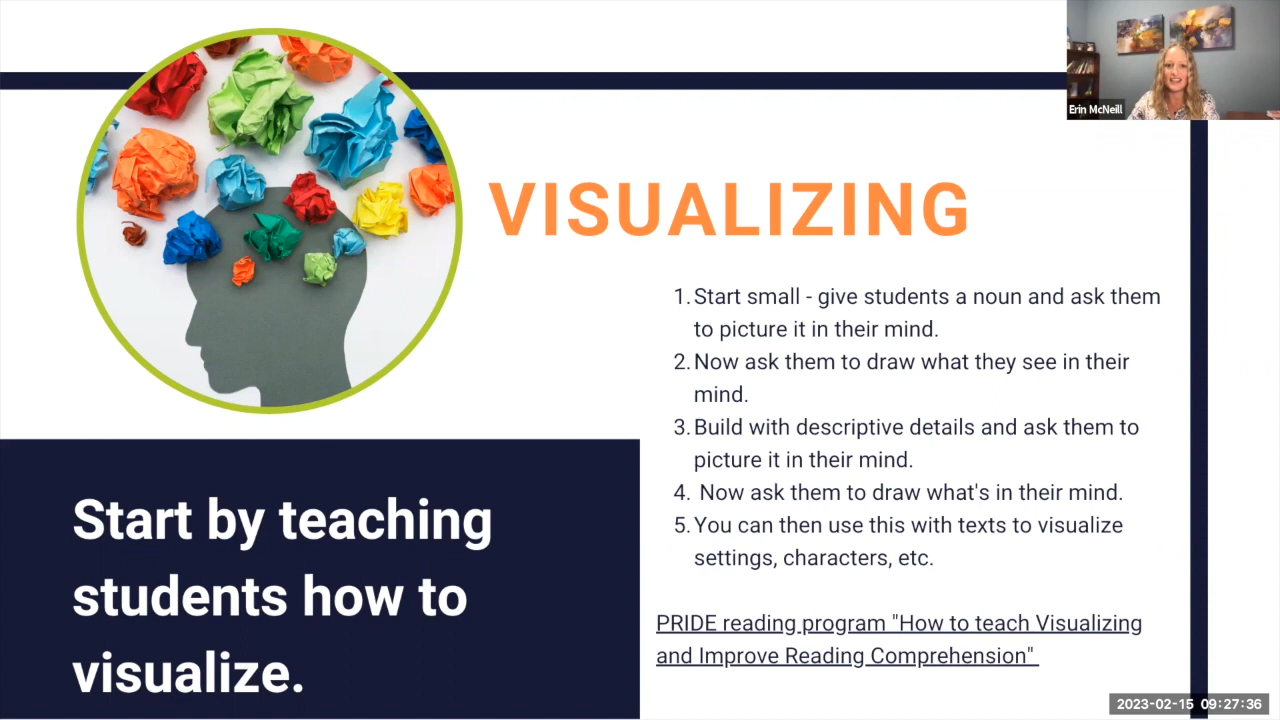 Erin McNeill
VISUALIZING
1. Start small - give students a noun and ask them
to picture it in their mind.
2. Now ask them to draw what they see in their
mind.
3. Build with descriptive details and ask them to
picture it in their mind.
4. Now ask them to draw what's in their mind.
5. You can then use this with texts to visualize
settings, characters, etc.
PRIDE reading program "How to teach Visualizing
and Improve Reading Comprehension"
Start by teaching
students how to
visualize.
2023-02-15 09:27:36